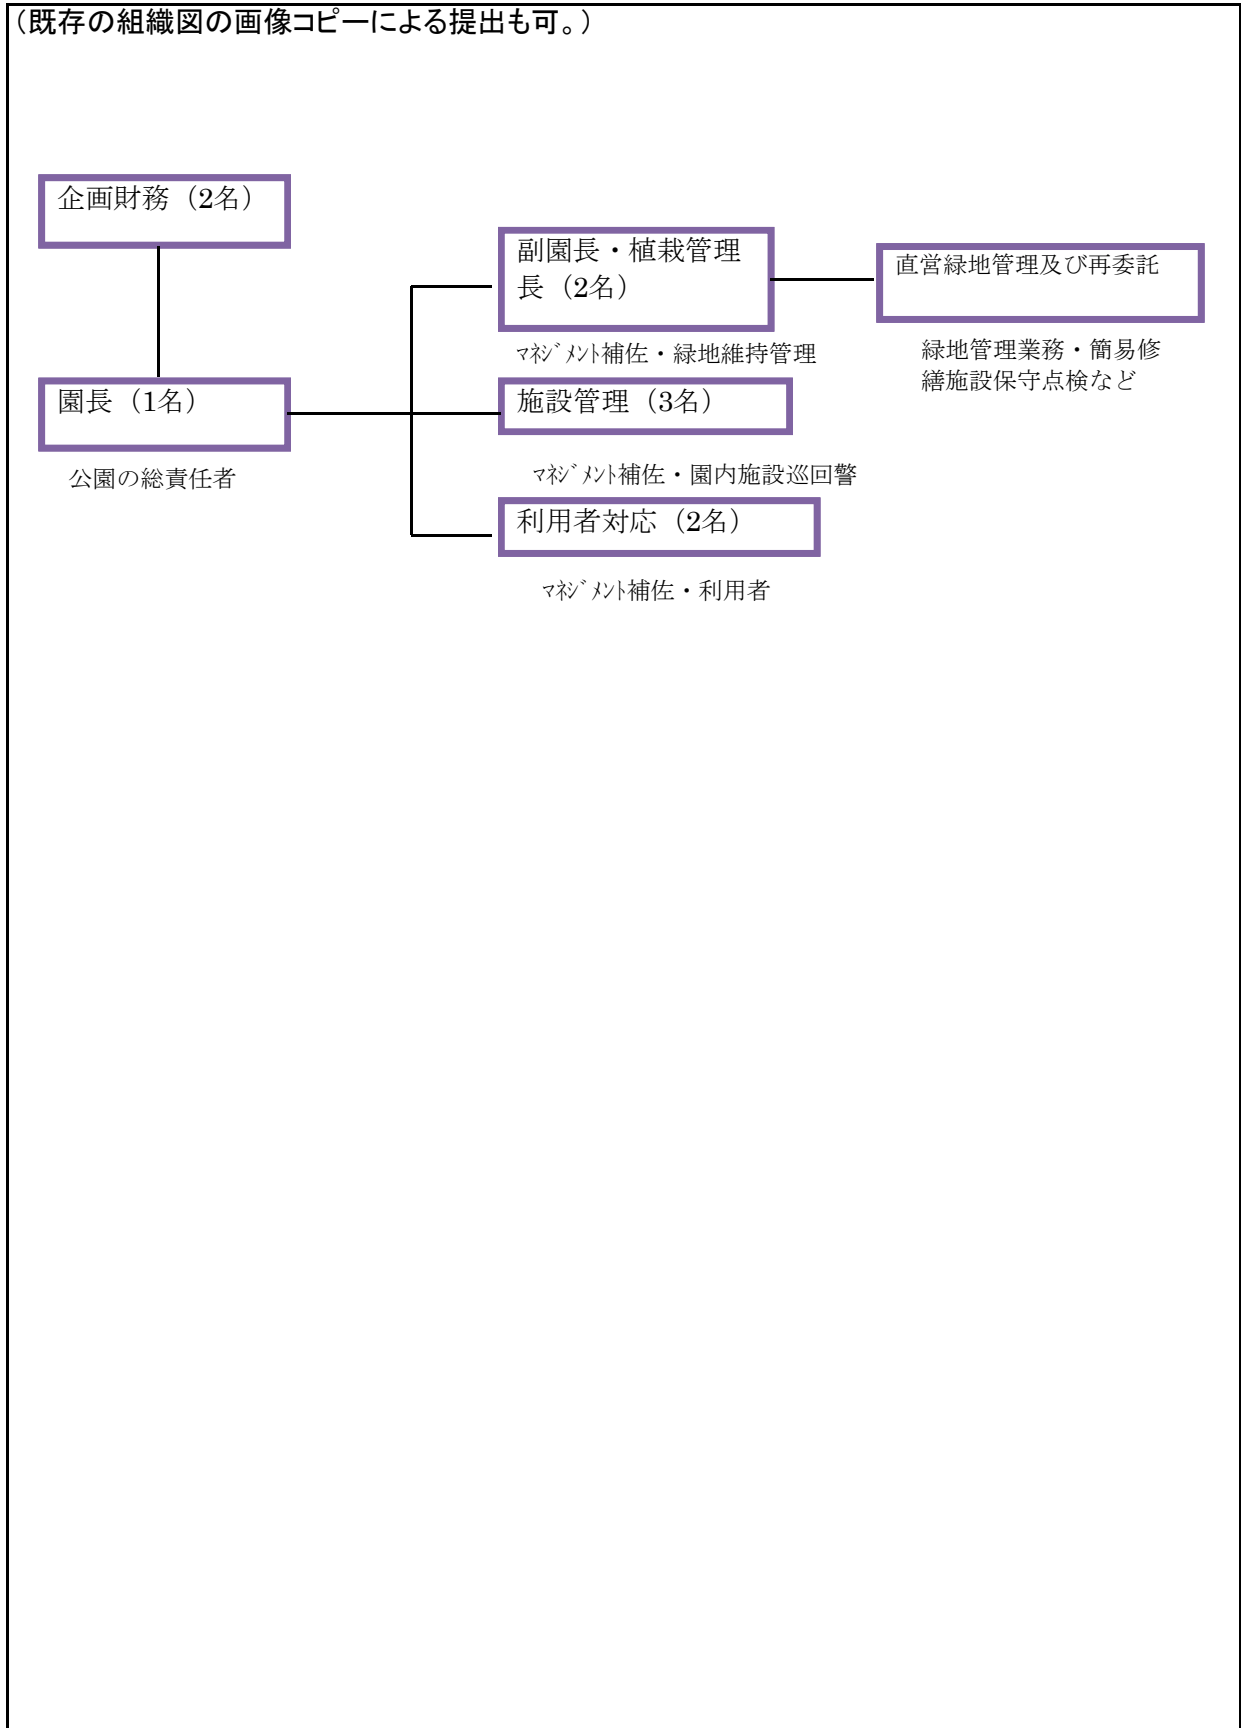 （既存の組織図の画像コピーによる提出も可。）
企画財務（2名）
園長（1名）
公園の総責任者
副園長・植栽管理
長（2名）
ﾏﾈｼﾞﾒﾝﾄ補佐・緑地維持管理
施設管理（3名）
ﾏﾈｼﾞﾒﾝﾄ補佐・園内施設巡回警
利用者対応（2名）
ﾏﾈｼﾞﾒﾝﾄ補佐・利用者
直営緑地管理及び再委託
緑地管理業務・簡易修
繕施設保守点検など